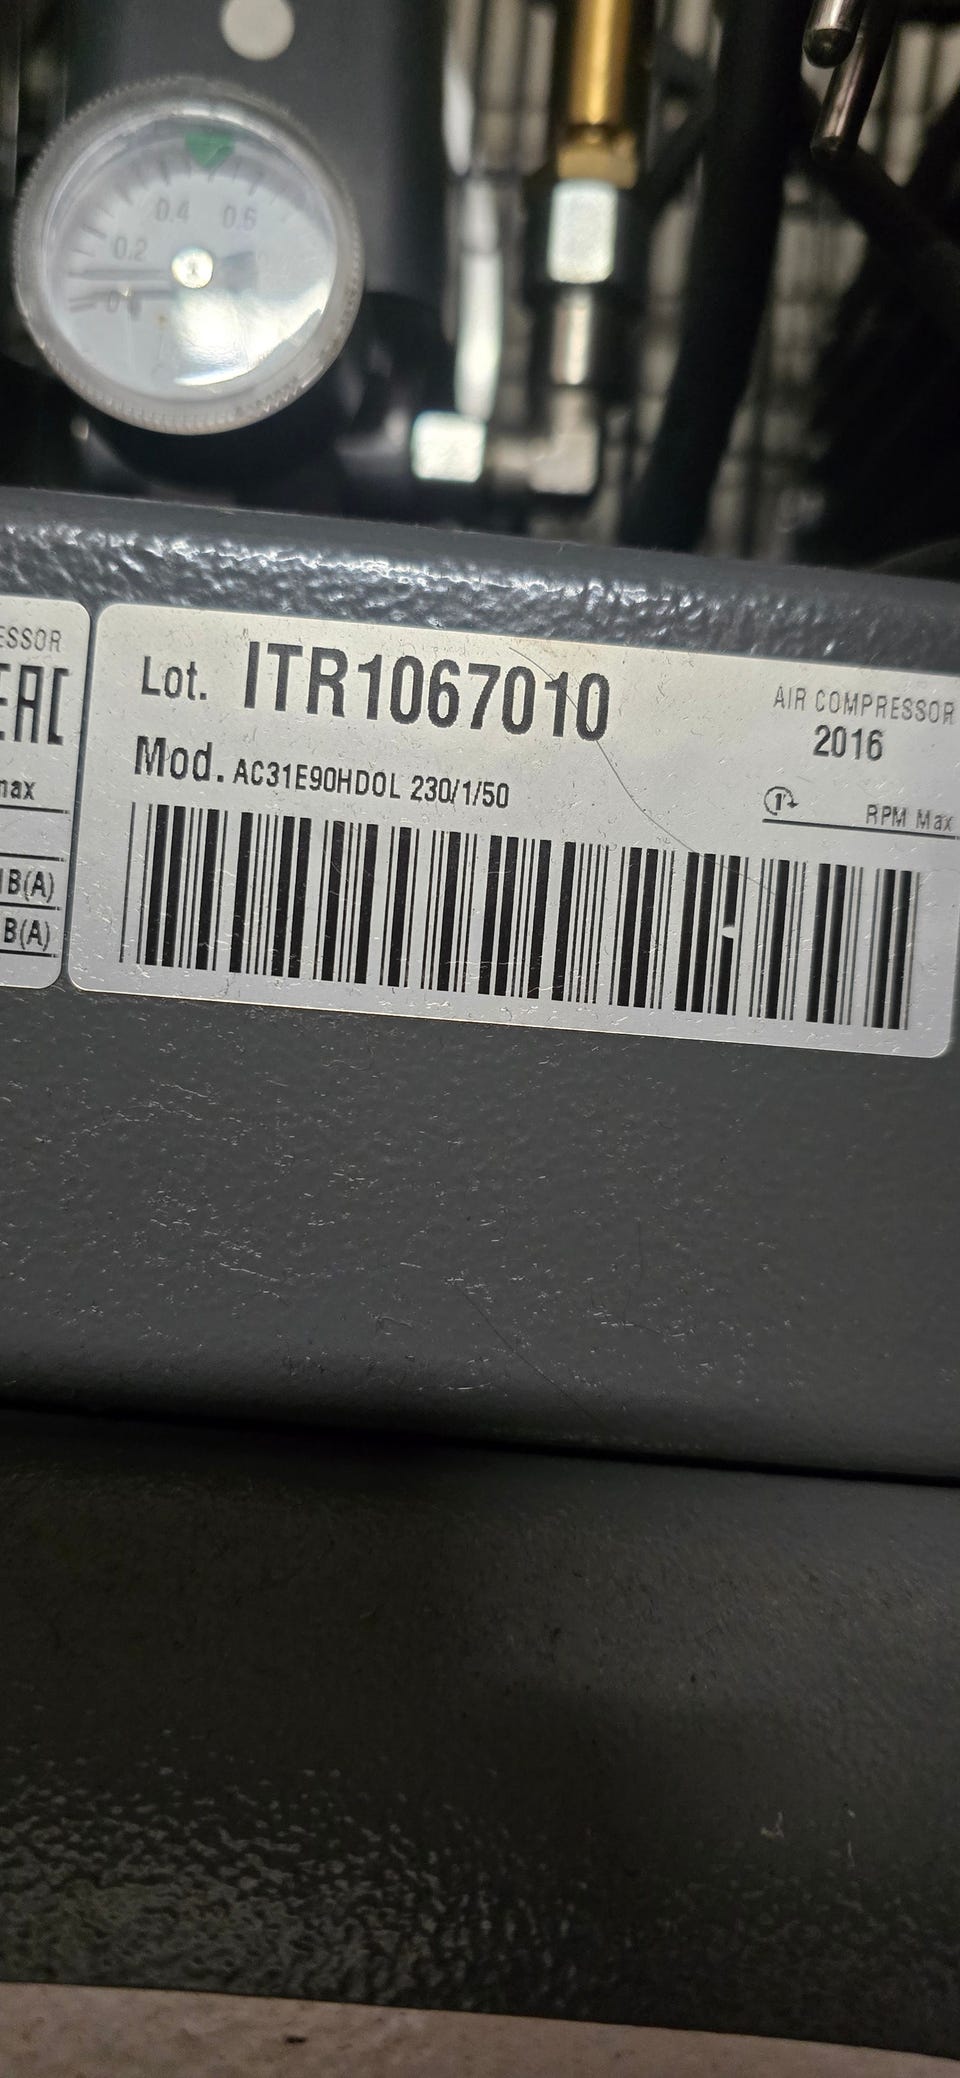 0.4 0.6
0.2
ESSOR
EAC
max
B(A)
B(A)
Lot. ITR1067010
Mod. AC31E90HDOL 230/1/50
AIR COMPRESSOR
2016
RPM Max